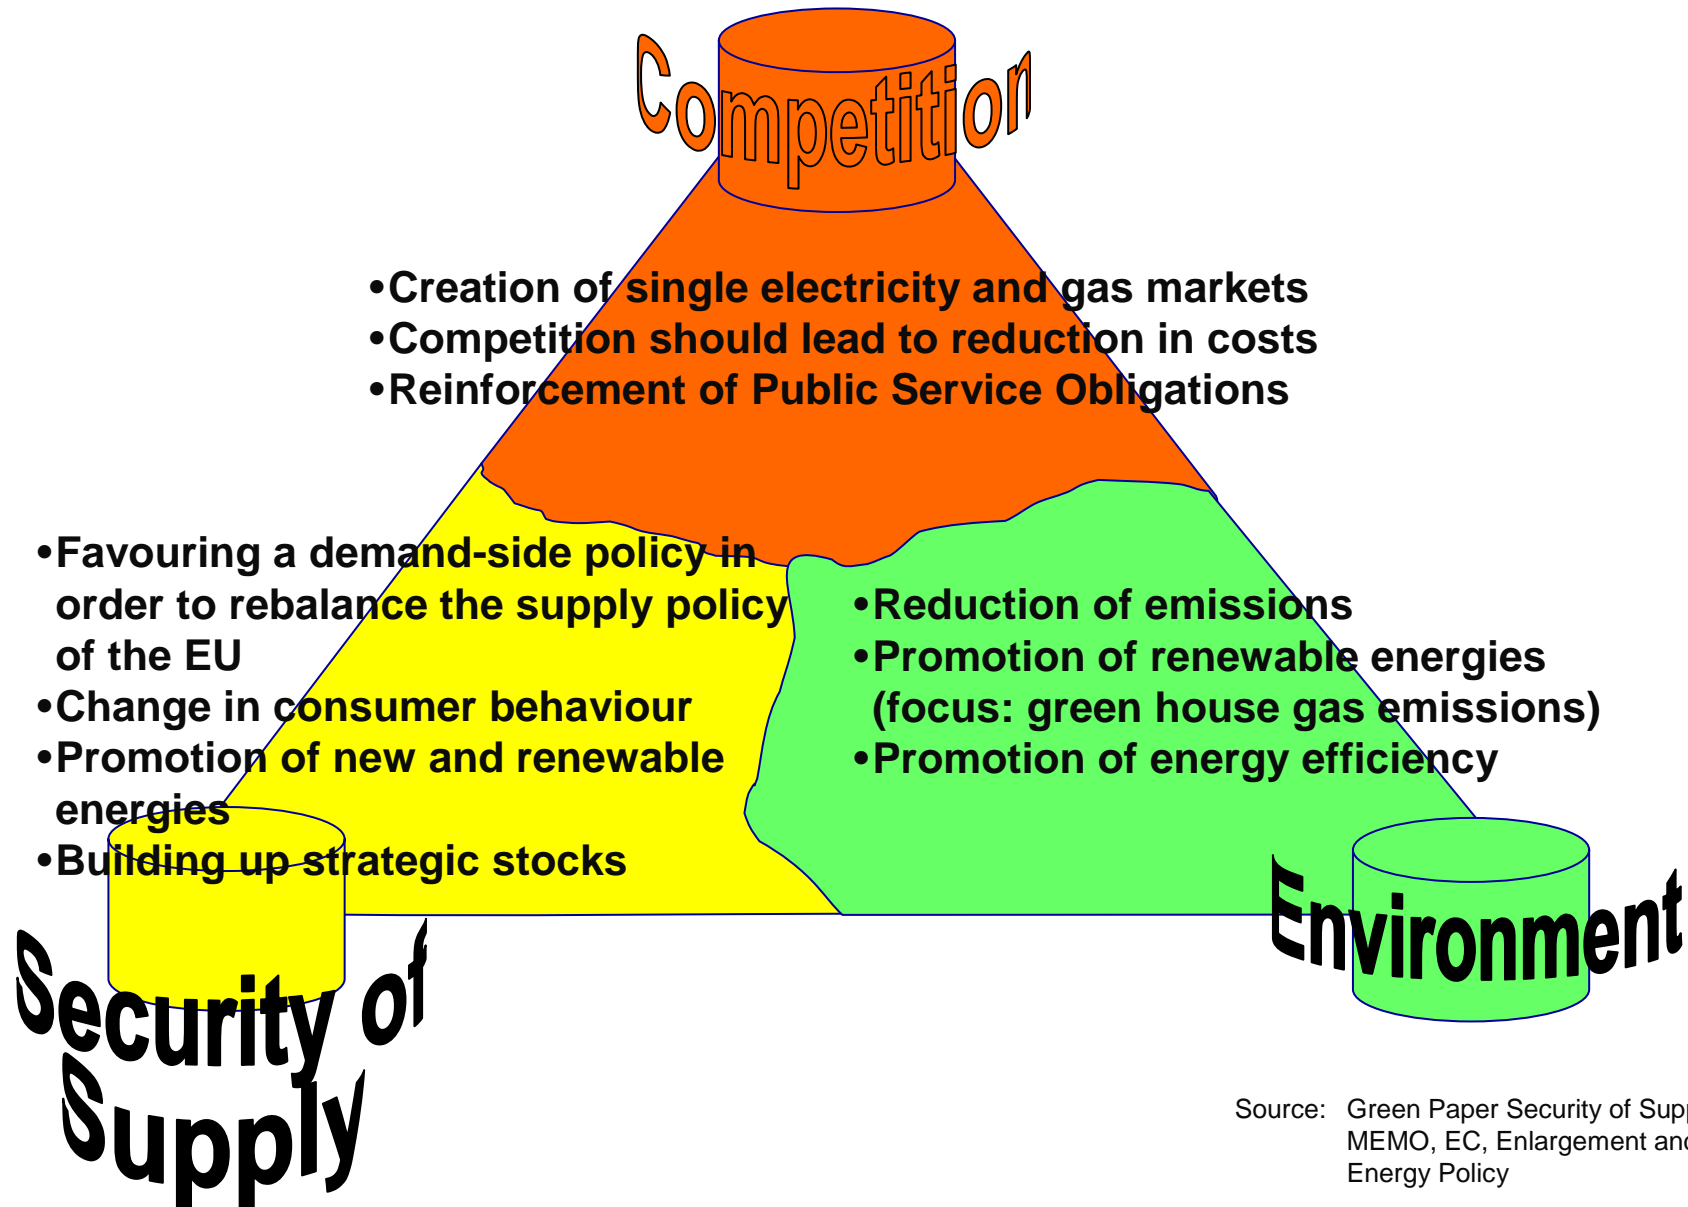 Competition
•Creation of single electricity and gas markets
•Competition should lead to reduction in costs
•Reinforcement of Public Service Obligations
•Favouring a demand-side policy in
order to rebalance the supply policy
of the EU
•Change in consumer behaviour
•Promotion of new and renewable
energies
•Building up strategic stocks
•Reduction of emissions
•Promotion of renewable energies
(focus: green house gas emissions)
•Promotion of energy efficiency
Security of
Supply
Environment
Source: Green Paper Security of
MEMO, EC, Enlargement
Energy Policy